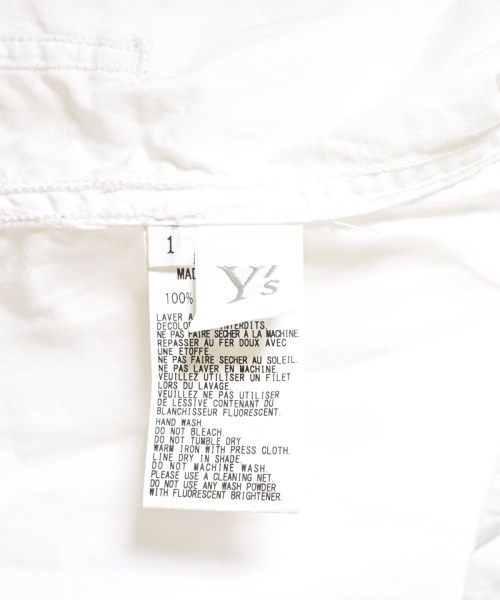 1
Y's
100%
LAVER A
INTERDITS.
NE PAS FAIRE SECHER A LA MACHINE
REPASSER AU FER DOUX AVEC
UNE ETOFFE.
NE PAS FAIRE SECHER AU SOLEIL.
NE PAS LAVER EN MACHINE.
VEUILLEZ UTILISER UN FILET
LORS DU LAVAGE.
VEUILLEZ NE PAS UTILISER
DE LESSIVE CONTENANT DU
BLANCHISSEUR FLUORESCENT.
HAND WASH.
DO NOT BLEACH.
DO NOT TUMBLE DRY.
WARM IRON WITH PRESS CLOTH.
LINE DRY IN SHADE.
DO NOT MACHINE WASH.
PLEASE USE A CLEANING NET.
DO NOT USE ANY WASH POWDER
WITH FLUORESCENT BRIGHTENER.